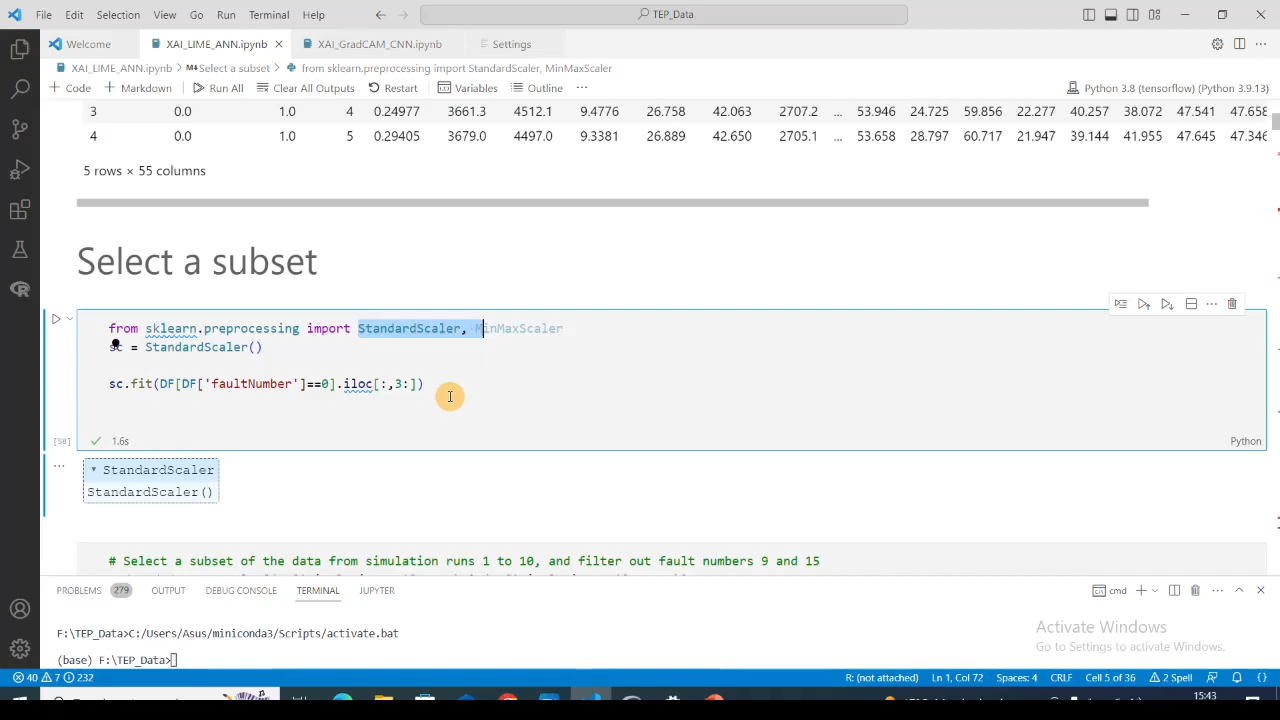 File Edit Selection View Go Run Terminal Help TEP_Data
Welcome XAI_LIME_ANN.ipynb XAI_GradCAM_CNN.ipynb Settings
XAI_LIME_ANN.ipynb > Select a subset > from sklearn.preprocessing import StandardScaler, MinMaxScaler
+ Code + Markdown Run All Clear All Outputs Restart Variables Outline ... Python 3.8 (tensorflow) (Python 3.9.13)
3 0.0 1.0 4 0.24977 3661.3 4512.1 9.4776 26.758 42.063 2707.2 ... 53.946 24.725 59.856 22.277 40.257 38.072 47.541 47.658
4 0.0 1.0 5 0.29405 3679.0 4497.0 9.3381 26.889 42.650 2705.1 ... 53.658 28.797 60.717 21.947 39.144 41.955 47.645 47.346
5 rows × 55 columns
Select a subset
from sklearn.preprocessing import StandardScaler, MinMaxScaler
sc = StandardScaler()
sc.fit(DF[DF['faultNumber']==0].iloc[:,3:])
[58] 1.6s Python
... StandardScaler
StandardScaler()
# Select a subset of the data from simulation runs 1 to 10, and filter out fault numbers 9 and 15
PROBLEMS 279 OUTPUT DEBUG CONSOLE TERMINAL JUPYTER cmd
F:\TEP_Data>C:/Users/Asus/miniconda3/Scripts/activate.bat
(base) F:\TEP_Data>
Activate Windows
Go to Settings to activate Windows.
40 7 232 R: (not attached) Ln 1, Col 72 Spaces: 4 CRLF Cell 5 of 36 2 Spell
15:43